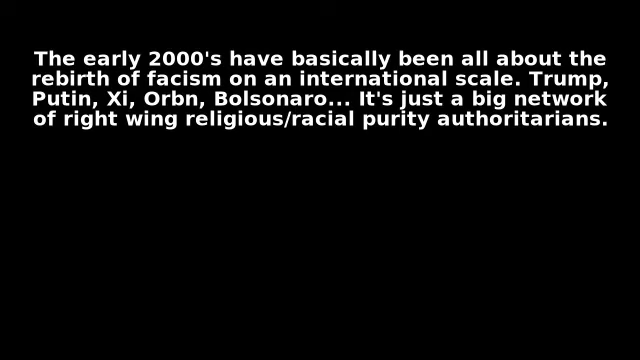 The early 2000's have basically been all about the
rebirth of facism on an international scale. Trump,
Putin, Xi, Orbn, Bolsonaro... It's just a big network
of right wing religious/racial purity authoritarians.